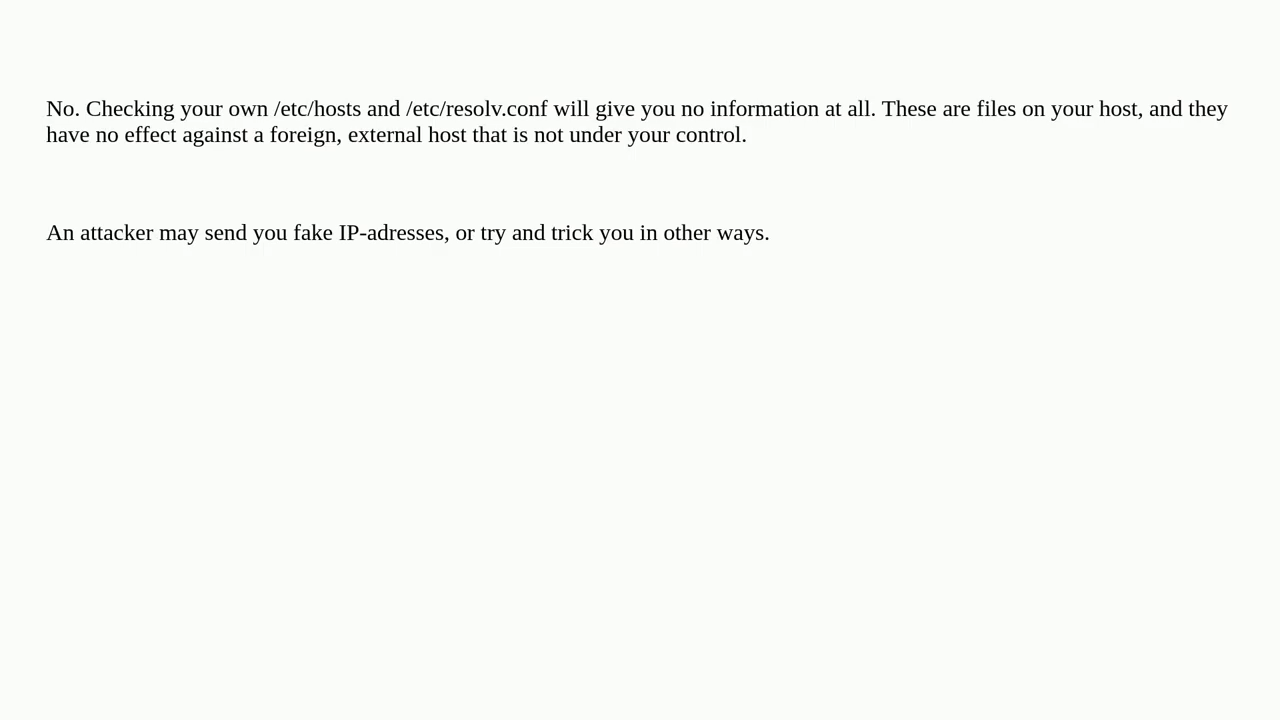 No. Checking your own /etc/hosts and /etc/resolv.conf will give you no information at all. These are files on your host, and they
have no effect against a foreign, external host that is not under your control.
An attacker may send you fake IP-adresses, or try and trick you in other ways.